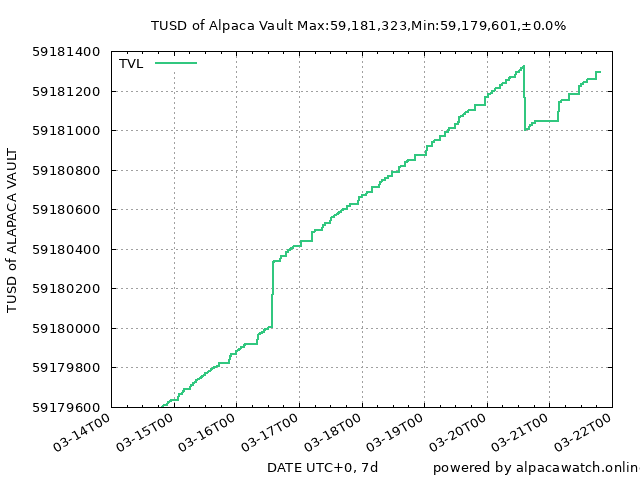 TUSD of Alpaca Vault Max:59,181,323,Min:59,179,601,±0.0%
TVL
59181400
59181200
59181000
59180800
59180600
59180400
59180200
59180000
59179800
59179600
TUSD of ALAPACA VAULT
03-14T00
03-15T00
03-16T00
03-17T00
03-18T00
03-19T00
03-20T00
03-21T00
03-22T00
DATE UTC+0, 7d
powered by alpacawatch.online